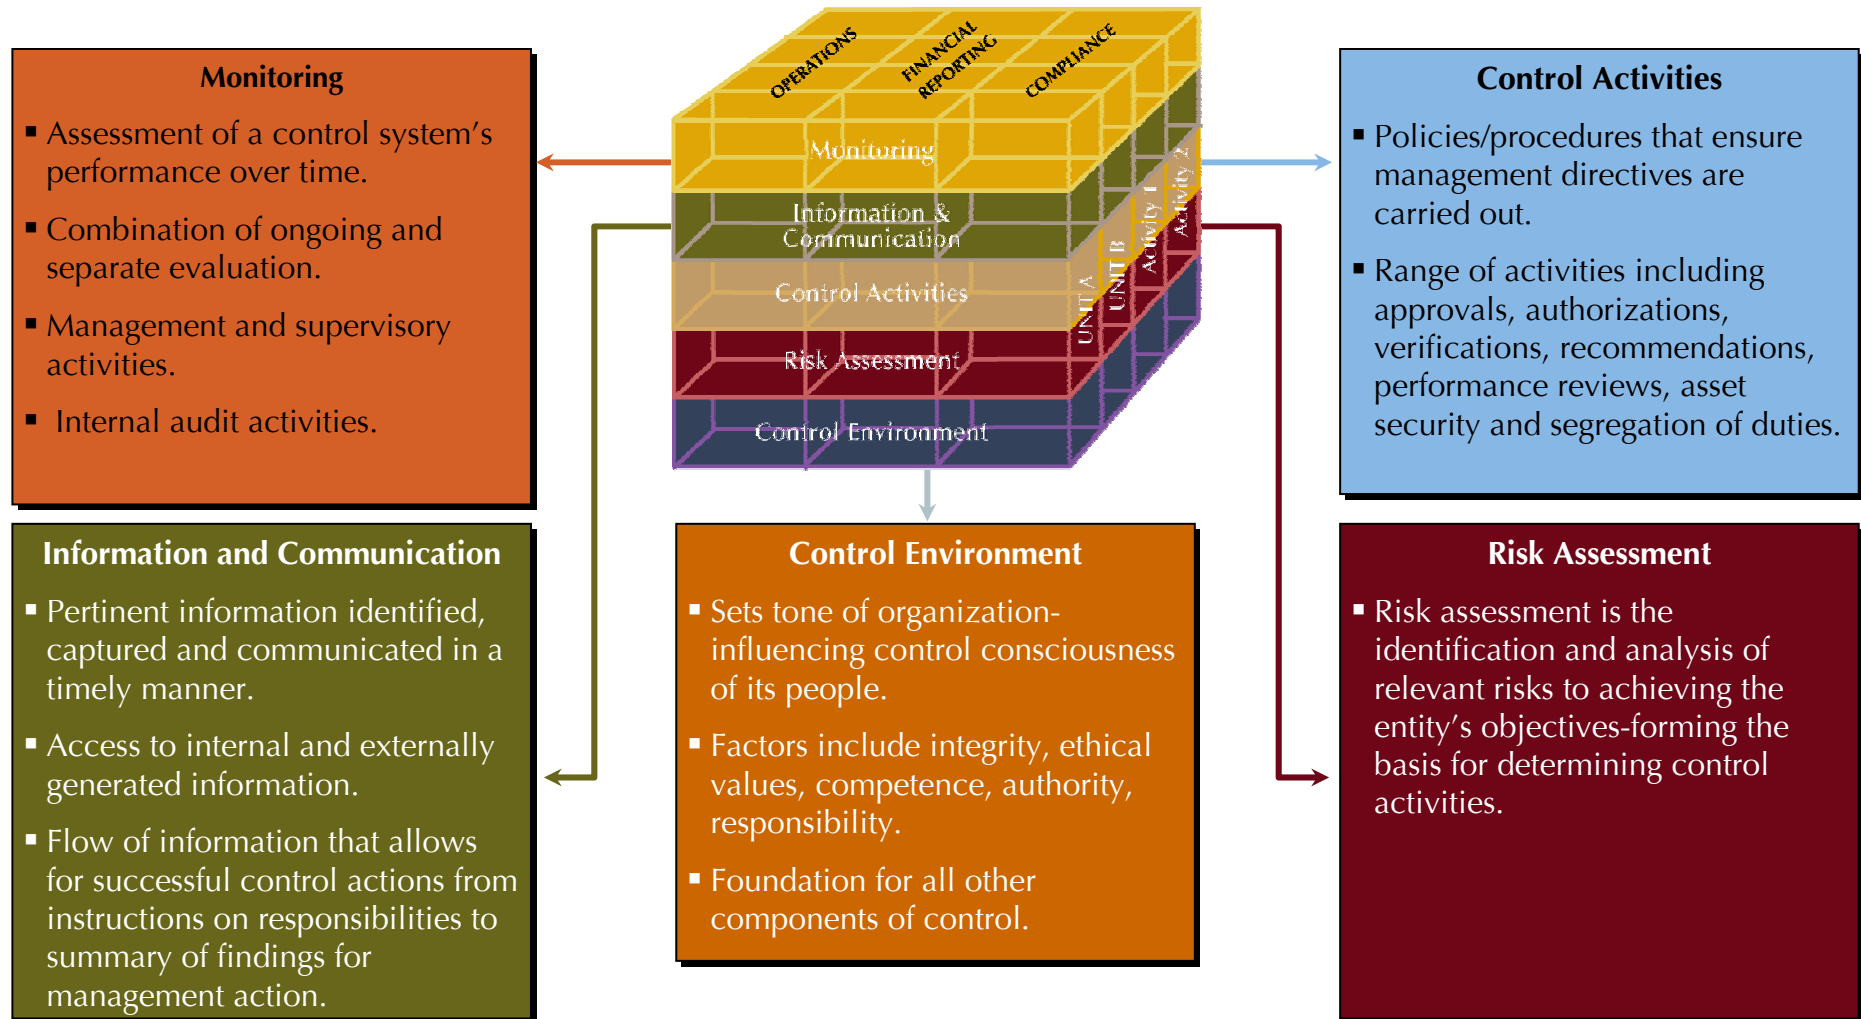 OPERATIONS
FINANCIAL
REPORTING
COMPLIANCE
Monitoring
Information &
Communication
Control Activities
Risk Assessment
Control Environment
UNIT A
UNIT B
Activity 1
Activity 2
Monitoring
▪ Assessment of a control system’s
performance over time.
▪ Combination of ongoing and
separate evaluation.
▪ Management and supervisory
activities.
▪ Internal audit activities.
Control Activities
▪ Policies/procedures that ensure
management directives are
carried out.
▪ Range of activities including
approvals, authorizations,
verifications, recommendations,
performance reviews, asset
security and segregation of duties.
Information and Communication
▪ Pertinent information identified,
captured and communicated in a
timely manner.
▪ Access to internal and externally
generated information.
▪ Flow of information that allows
for successful control actions from
instructions on responsibilities to
summary of findings for
management action.
Control Environment
▪ Sets tone of organization-
influencing control consciousness
of its people.
▪ Factors include integrity, ethical
values, competence, authority,
responsibility.
▪ Foundation for all other
components of control.
Risk Assessment
▪ Risk assessment is the
identification and analysis of
relevant risks to achieving the
entity’s objectives-forming the
basis for determining control
activities.